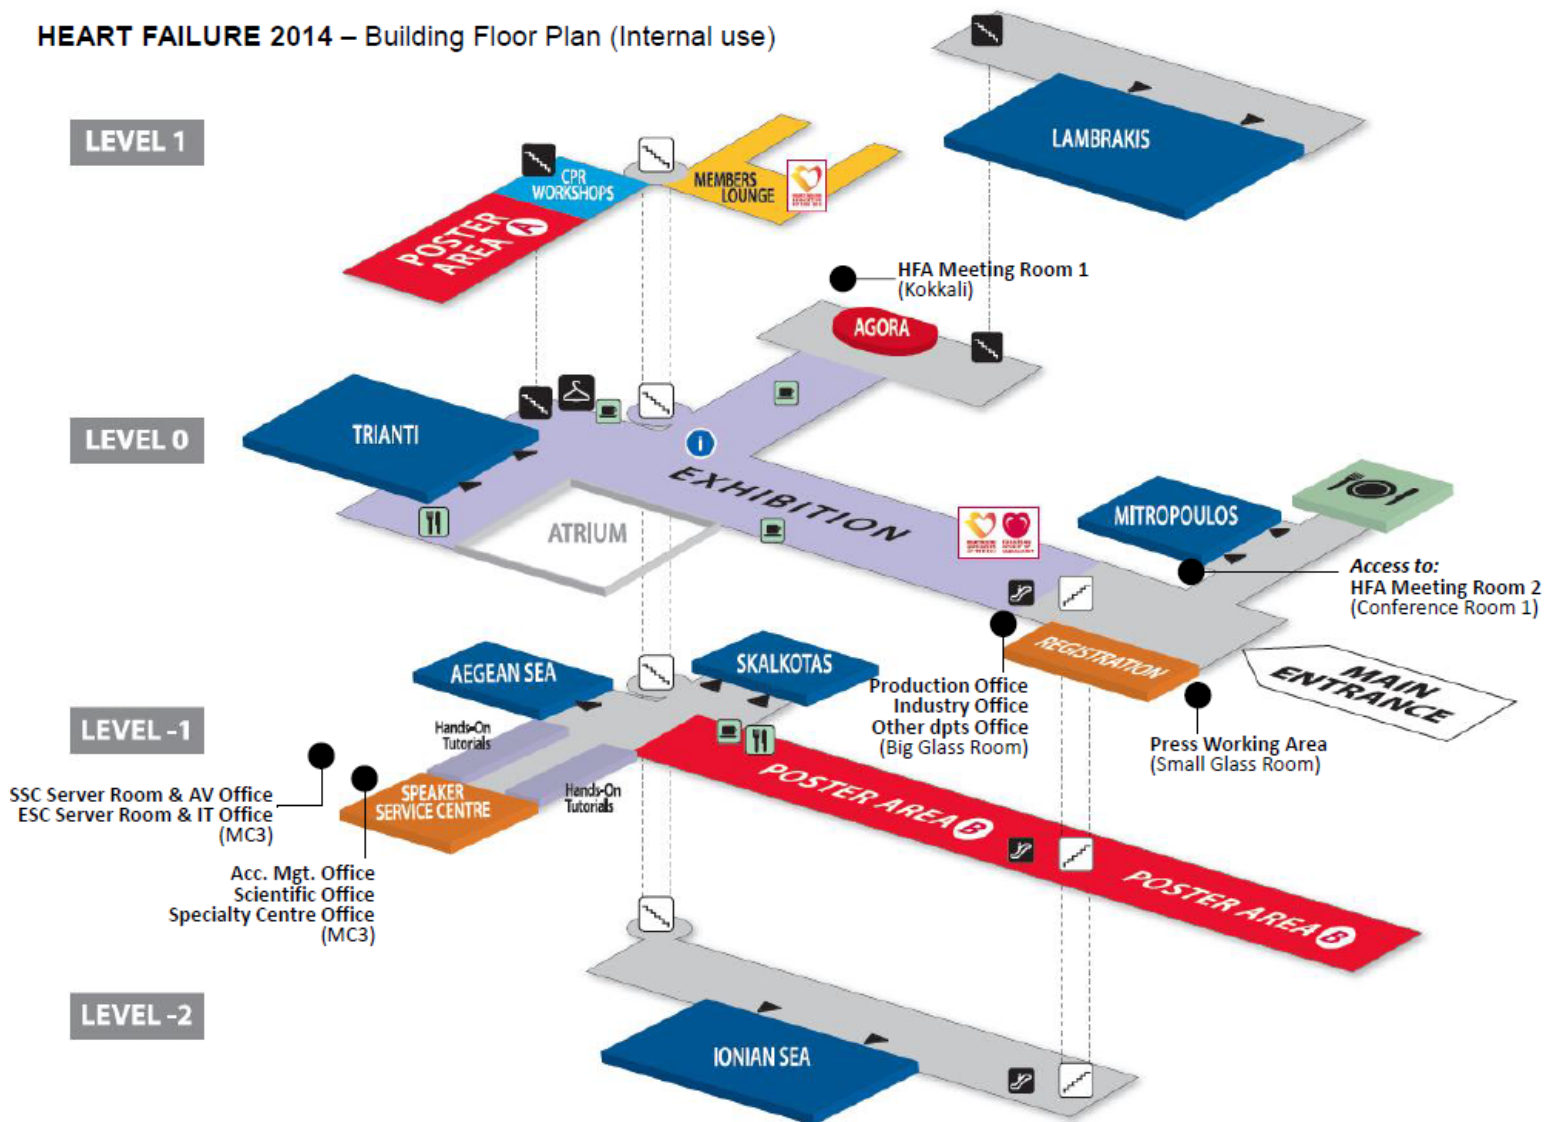 HEART FAILURE 2014 – Building Floor Plan (Internal use)
LEVEL 1
LAMBRAKIS
CPR
WORKSHOPS
MEMBERS
LOUNGE
POSTER
AREA A
HFA Meeting Room 1
(Kokkali)
AGORA
LEVEL 0
TRIANTI
i
EXHIBITION
ATRIUM
MITROPOULOS
Access to:
HFA Meeting Room 2
(Conference Room 1)
REGISTRATION
MAIN
ENTRANCE
Production Office
Industry Office
Other dpts Office
(Big Glass Room)
Press Working Area
(Small Glass Room)
LEVEL -1
AEGEAN SEA
SKALKOTAS
Hands-On
Tutorials
SPEAKER
SERVICE CENTRE
Hands-On
Tutorials
POSTER AREA B
POSTER AREA B
SSC Server Room & AV Office
ESC Server Room & IT Office
(MC3)
Acc. Mgt. Office
Scientific Office
Specialty Centre Office
(MC3)
LEVEL -2
IONIAN SEA